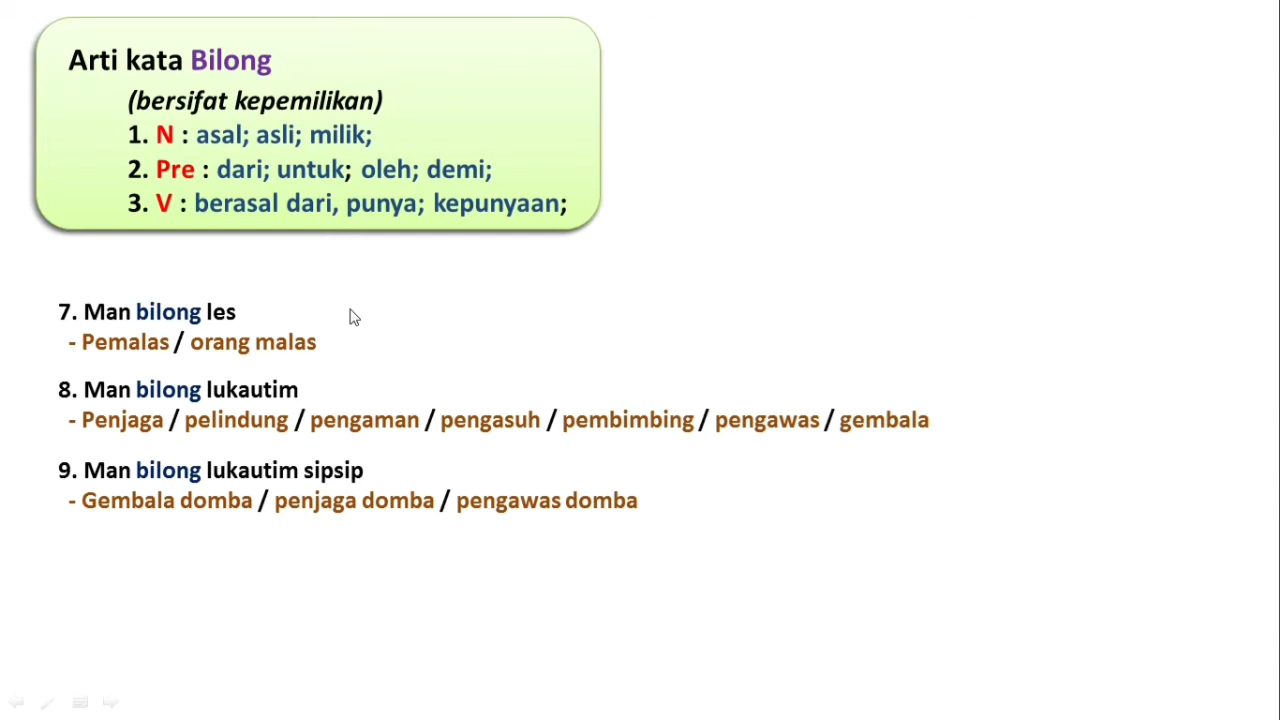 Arti kata Bilong
(bersifat kepemilikan)
1. N : asal; asli; milik;
2. Pre : dari; untuk; oleh; demi;
3. V : berasal dari, punya; kepunyaan;
7. Man bilong les
- Pemalas / orang malas
8. Man bilong lukautim
- Penjaga / pelindung / pengaman / pengasuh / pembimbing / pengawas / gembala
9. Man bilong lukautim sipsip
- Gembala domba / penjaga domba / pengawas domba